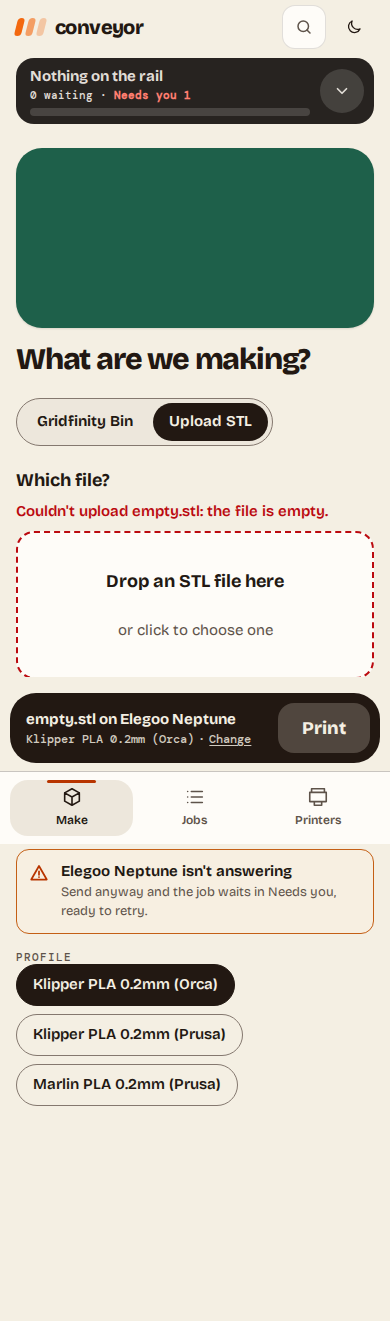 conveyor
Nothing on the rail
0 waiting · Needs you 1
What are we making?
Gridfinity Bin
Upload STL
Which file?
Couldn't upload empty.stl: the file is empty.
Drop an STL file here
or click to choose one
empty.stl on Elegoo Neptune
Klipper PLA 0.2mm (Orca) · Change
Print
Make
Jobs
Printers
Elegoo Neptune isn't answering
Send anyway and the job waits in Needs you,
ready to retry.
PROFILE
Klipper PLA 0.2mm (Orca)
Klipper PLA 0.2mm (Prusa)
Marlin PLA 0.2mm (Prusa)